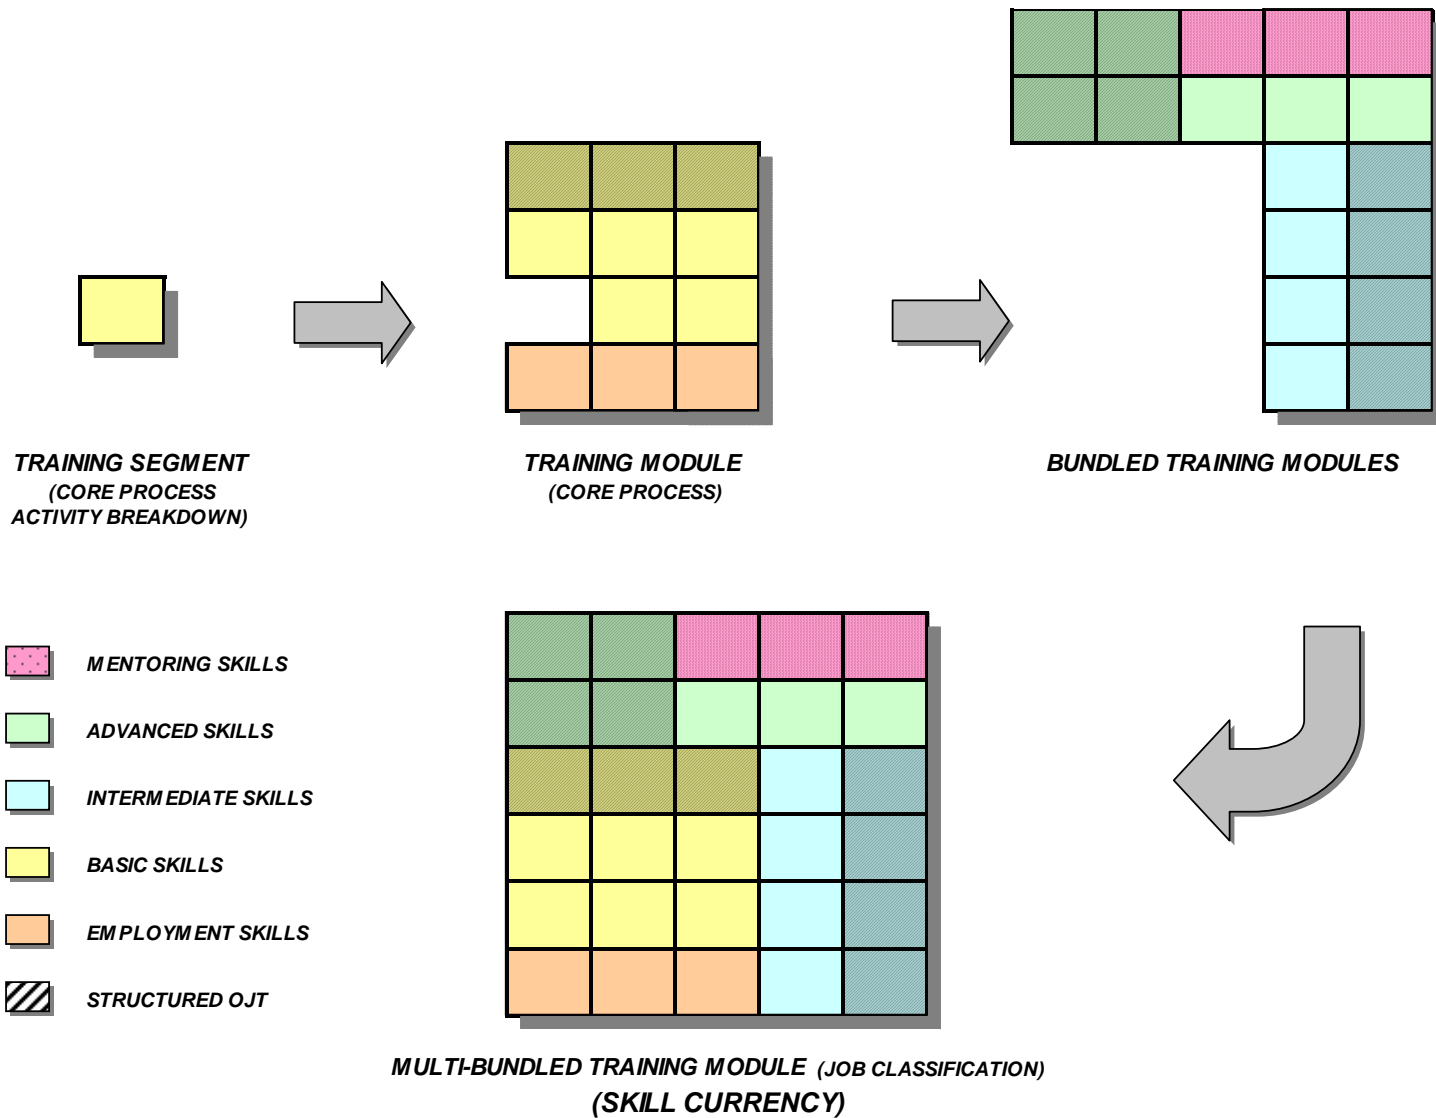 TRAINING SEGMENT
(CORE PROCESS
ACTIVITY BREAKDOWN)
TRAINING MODULE
(CORE PROCESS)
BUNDLED TRAINING MODULES
MENTORING SKILLS
ADVANCED SKILLS
INTERMEDIATE SKILLS
BASIC SKILLS
EMPLOYMENT SKILLS
STRUCTURED OJT
MULTI-BUNDLED TRAINING MODULE (JOB CLASSIFICATION)
(SKILL CURRENCY)